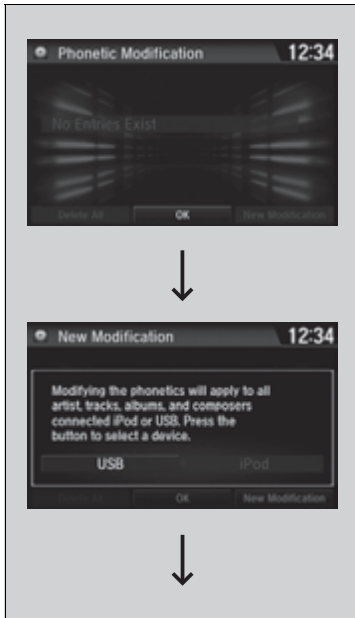 Phonetic Modification
12:34
No Entries Exist
Delete All
OK
New Modification
New Modification
12:34
Modifying the phonetics will apply to all
artist, tracks, albums, and composers
connected iPod or USB. Press the
button to select a device.
USB
iPod
Delete All
OK
New Modification